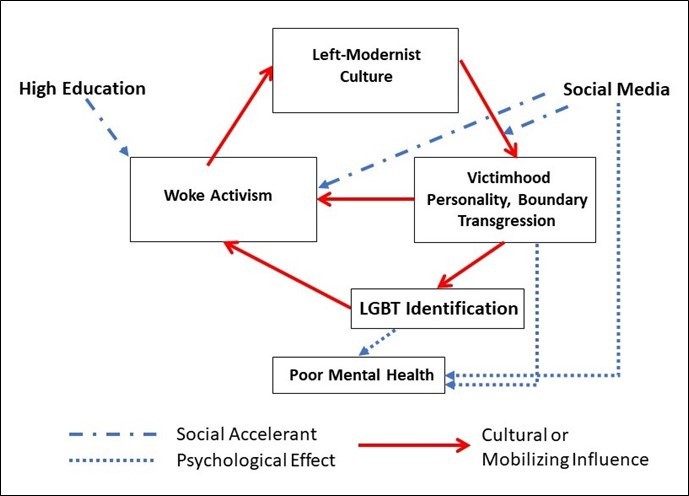 Left-Modernist
Culture
High Education
Social Media
Woke Activism
Victimhood
Personality, Boundary
Transgression
LGBT Identification
Poor Mental Health
Social Accelerant
Psychological Effect
Cultural or
Mobilizing Influence